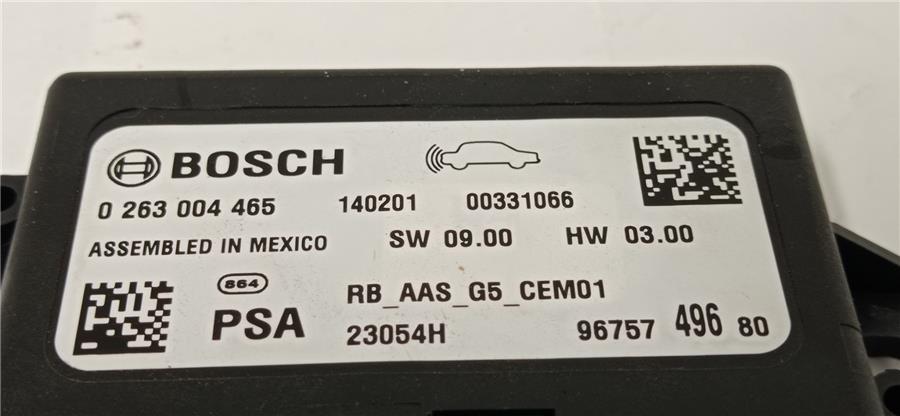 BOSCH
0 263 004 465 140201 00331066
ASSEMBLED IN MEXICO SW 09.00 HW 03.00
864 RB_AAS_G5_CEM01
PSA 23054H 96757 496 80